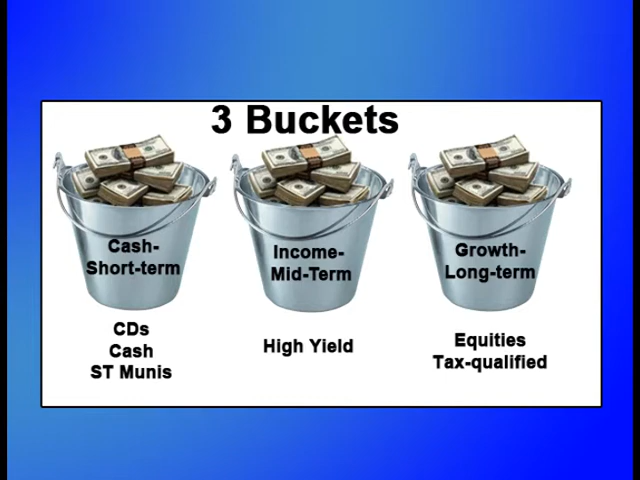 3 Buckets
Cash-
Short-term
Income-
Mid-Term
Growth-
Long-term
CDs
Cash
ST Munis
High Yield
Equities
Tax-qualified